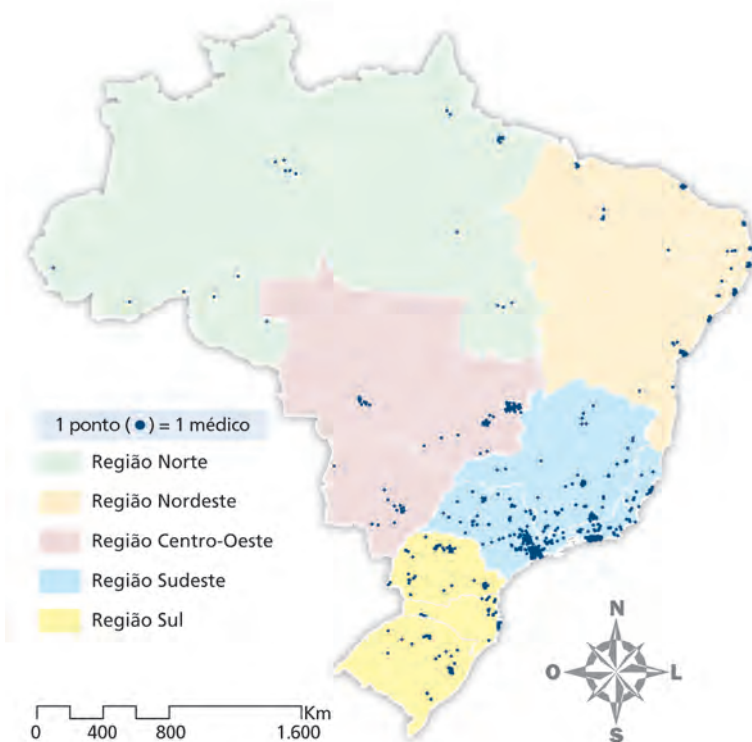 1 ponto (●) = 1 médico
Região Norte
Região Nordeste
Região Centro-Oeste
Região Sudeste
Região Sul
N
O L
S
Km
0 400 800 1.600